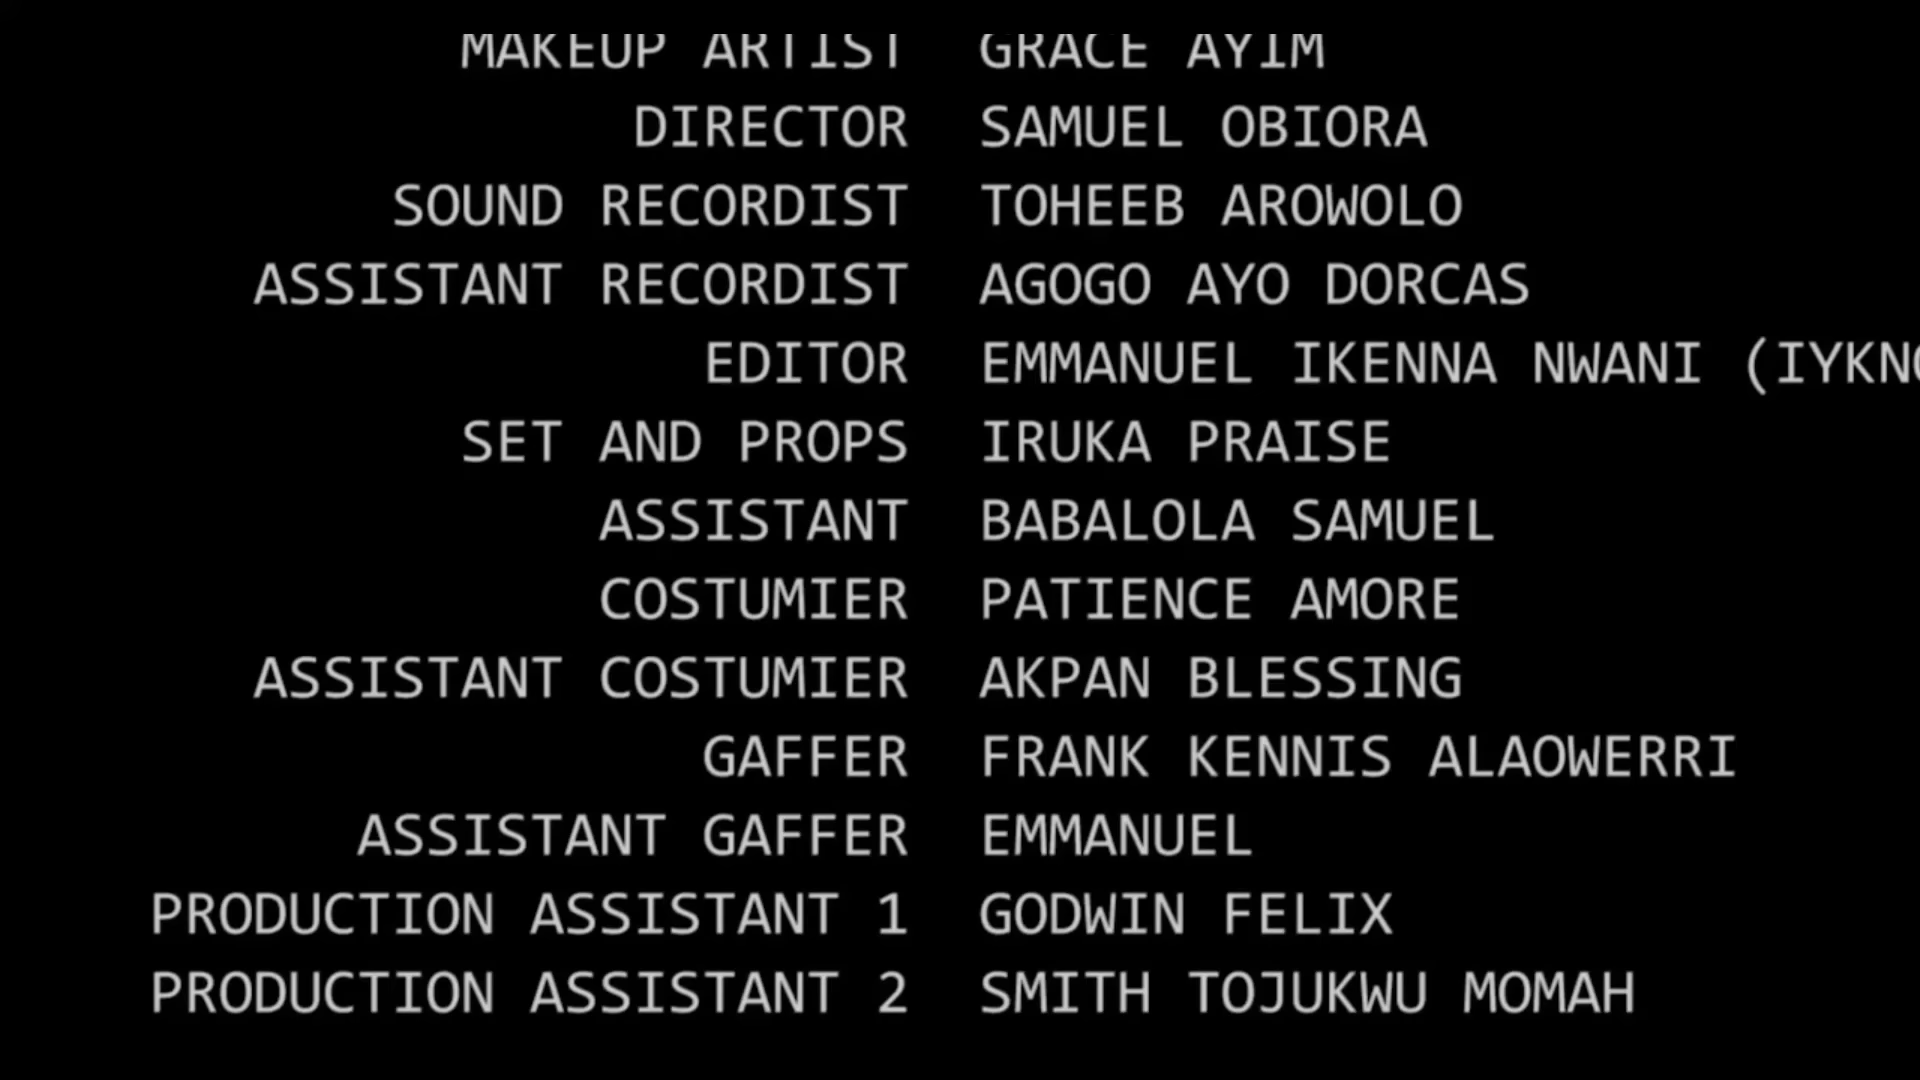 MAKEUP ARTIST GRACE AYIM
DIRECTOR SAMUEL OBIORA
SOUND RECORDIST TOHEEB AROWOLO
ASSISTANT RECORDIST AGOGO AYO DORCAS
EDITOR EMMANUEL IKENNA NWANI
SET AND PROPS IRUKA PRAISE
ASSISTANT BABALOLA SAMUEL
COSTUMIER PATIENCE AMORE
ASSISTANT COSTUMIER AKPAN BLESSING
GAFFER FRANK KENNIS ALAOWERRI
ASSISTANT GAFFER EMMANUEL
PRODUCTION ASSISTANT 1 GODWIN FELIX
PRODUCTION ASSISTANT 2 SMITH TOJUKWU MOMAH